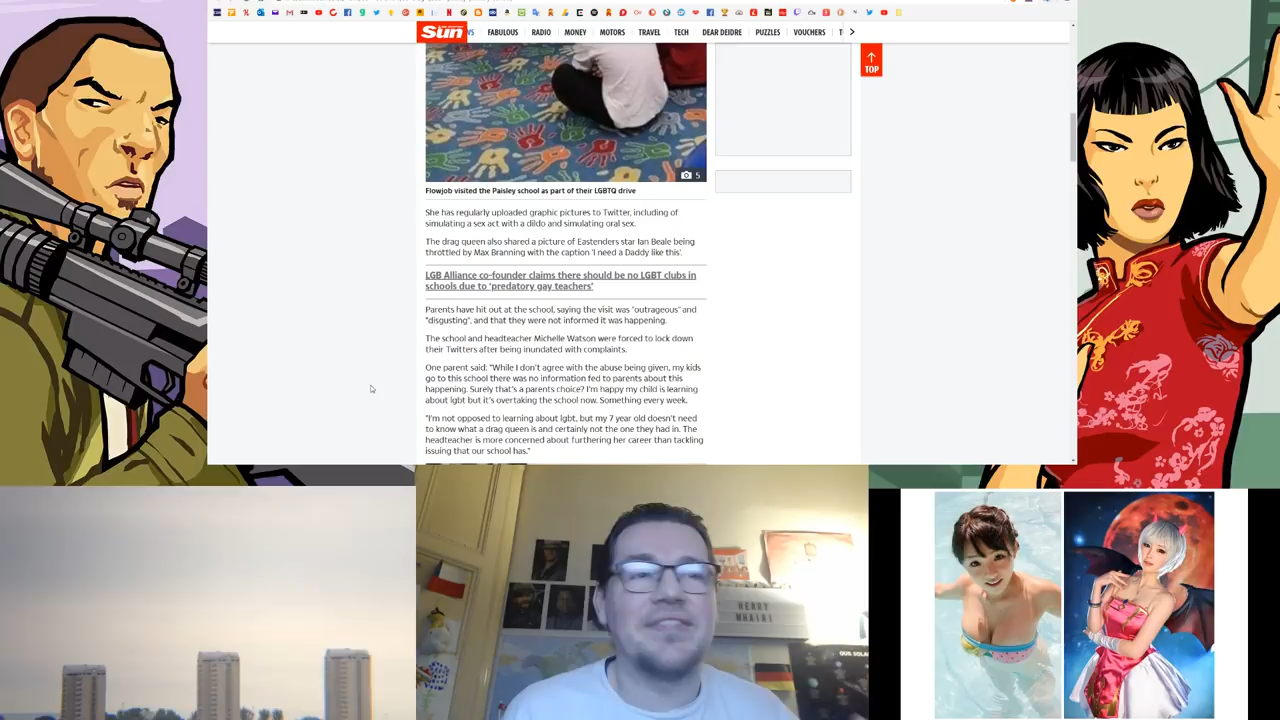 THE SCOTTISH
Sun
WS
FABULOUS
RADIO
MONEY
MOTORS
TRAVEL
TECH
DEAR DEIDRE
PUZZLES
VOUCHERS
T
TOP
5
Flowjob visited the Paisley school as part of their LGBTQ drive
She has regularly uploaded graphic pictures to Twitter, including of
simulating a sex act with a dildo and simulating oral sex.
The drag queen also shared a picture of Eastenders star Ian Beale being
throttled by Max Branning with the caption 'I need a Daddy like this'.
LGB Alliance co-founder claims there should be no LGBT clubs in
schools due to 'predatory gay teachers'
Parents have hit out at the school, saying the visit was "outrageous" and
"disgusting", and that they were not informed it was happening.
The school and headteacher Michelle Watson were forced to lock down
their Twitters after being inundated with complaints.
One parent said: "While I don't agree with the abuse being given, my kids
go to this school there was no information fed to parents about this
happening. Surely that's a parents choice? I'm happy my child is learning
about lgbt but it's overtaking the school now. Something every week.
"I'm not opposed to learning about lgbt, but my 7 year old doesn't need
to know what a drag queen is and certainly not the one they had in. The
headteacher is more concerned about furthering her career than tackling
issuing that our school has."
NERRY
WHAIRI
OUR SOLA